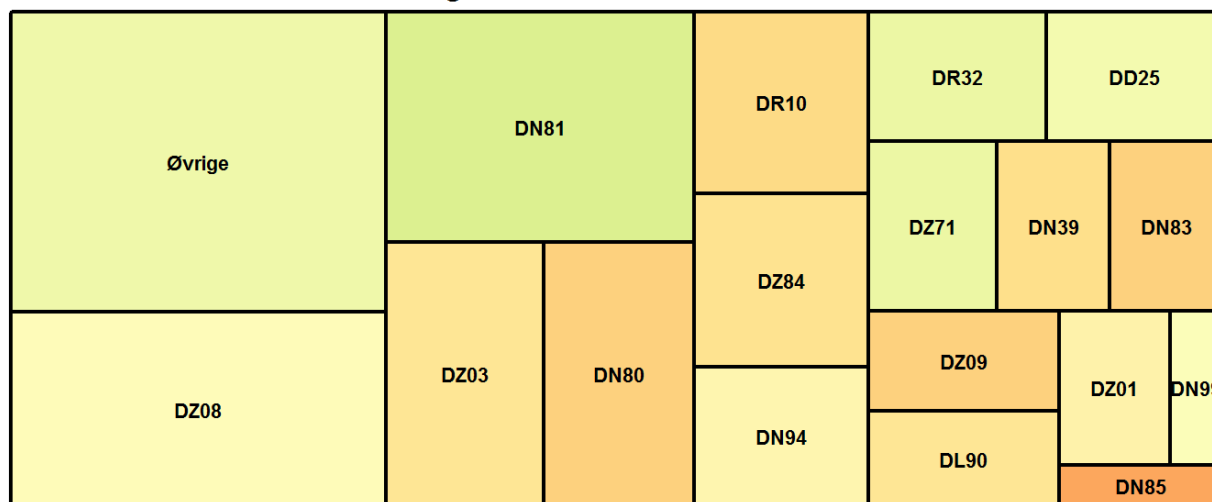 Øvrige
DN81
DR10
DR32
DD25
DZ71
DN39
DN83
DZ84
DZ03
DN80
DZ09
DZ01
DZ08
DN94
DL90
DN85